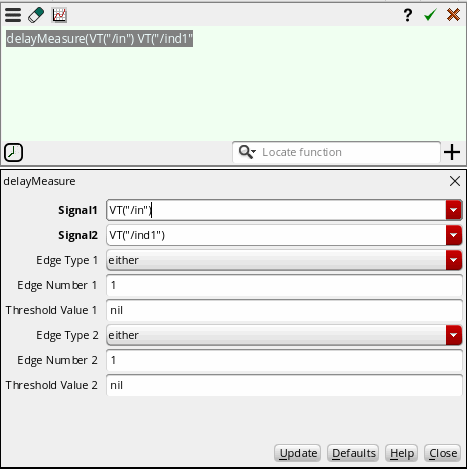 ?
delayMeasure(VT("/in") VT("/ind1"
Locate function
delayMeasure
Signal1 VT("/in")
Signal2 VT("/ind1")
Edge Type 1 either
Edge Number 1 1
Threshold Value 1 nil
Edge Type 2 either
Edge Number 2 1
Threshold Value 2 nil
Update Defaults Help Close